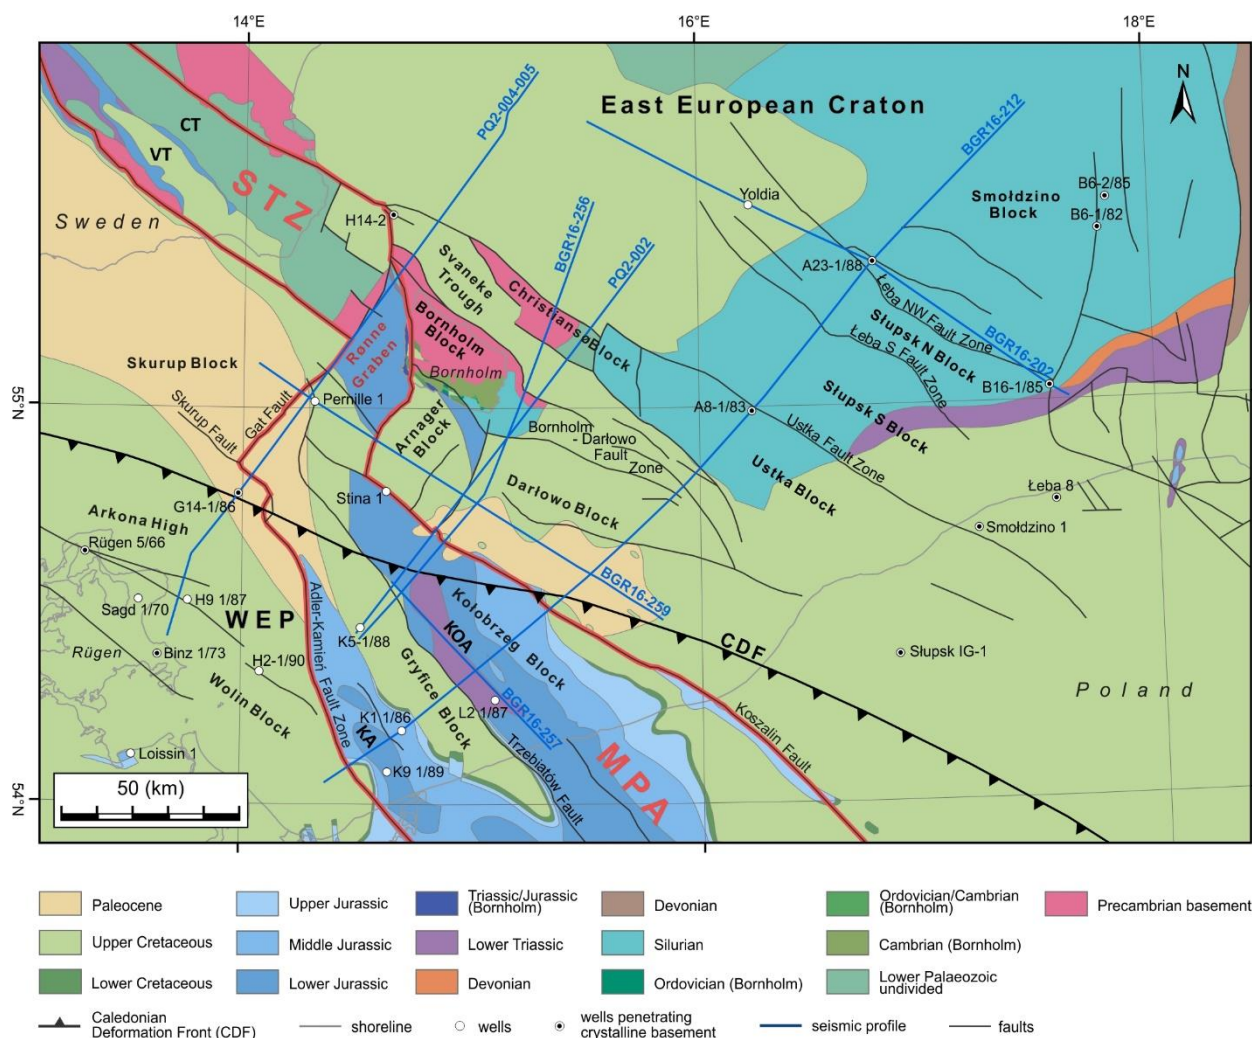 14°E
16°E
18°E
55°N
54°N
N
East European Craton
PQ2-004-005
BGR16-212
BGR16-256
PQ2-002
CT
VT
STZ
Sweden
H14-2
Yoldia
Smołdzino
Block
B6-2/85
B6-1/82
A23-1/88
Svaneke
Trough
Christiansø Block
Bornholm
Block
Bornholm
Rønne
Graben
Łeba NW Fault Zone
Słupsk N Block
Łeba S Fault Zone
BGR16-202
B16-1/85
Skurup Block
Skurup Fault
Gat Fault
Pernille 1
Arnager
Block
A8-1/83
Słupsk S Block
Ustka Fault Zone
Ustka Block
Bornholm
- Darłowo
Fault
Zone
Stina 1
Darłowo Block
Łeba 8
Smołdzino 1
G14-1/86
Arkona High
Rügen 5/66
Sagd 1/70
H9 1/87
WEP
Binz 1/73
Rügen
H2-1/90
Wolin Block
K5-1/88
Adler-Kamień Fault Zone
Kołobrzeg Block
KOA
BGR16-259
CDF
Słupsk IG-1
Poland
Gryfice Block
L2 1/87
BGR16-257
K1 1/86
KA
K9 1/89
Loissin 1
Trzebiatów Fault
MPA
Koszalin Fault
50 (km)
Paleocene
Upper Cretaceous
Lower Cretaceous
Upper Jurassic
Middle Jurassic
Lower Jurassic
Triassic/Jurassic
(Bornholm)
Lower Triassic
Devonian
Devonian
Silurian
Ordovician (Bornholm)
Ordovician/Cambrian
(Bornholm)
Cambrian (Bornholm)
Lower Palaeozoic
undivided
Precambrian basement
Caledonian
Deformation Front (CDF)
shoreline
wells
wells penetrating
crystalline basement
seismic profile
faults